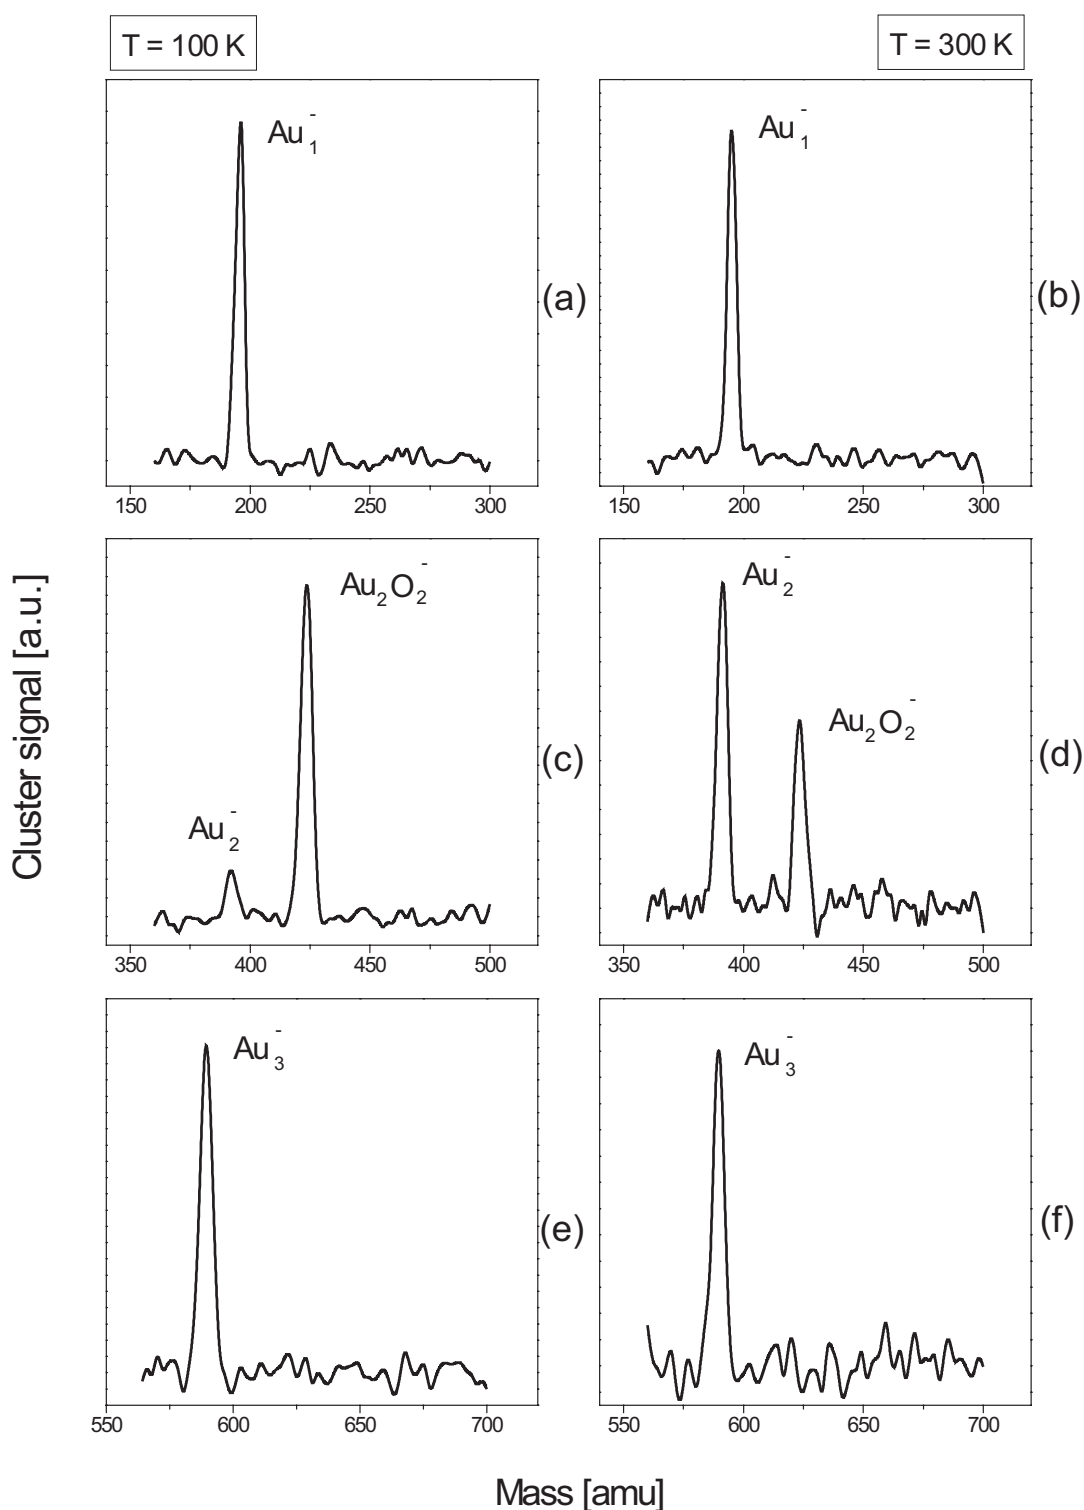 T = 100 K
T = 300 K
Au₁⁻
(a)
150 200 250 300
Au₁⁻
(b)
150 200 250 300
Cluster signal [a.u.]
Au₂O₂⁻
Au₂⁻
(c)
350 400 450 500
Au₂⁻
Au₂O₂⁻
(d)
350 400 450 500
Au₃⁻
(e)
550 600 650 700
Au₃⁻
(f)
550 600 650 700
Mass [amu]